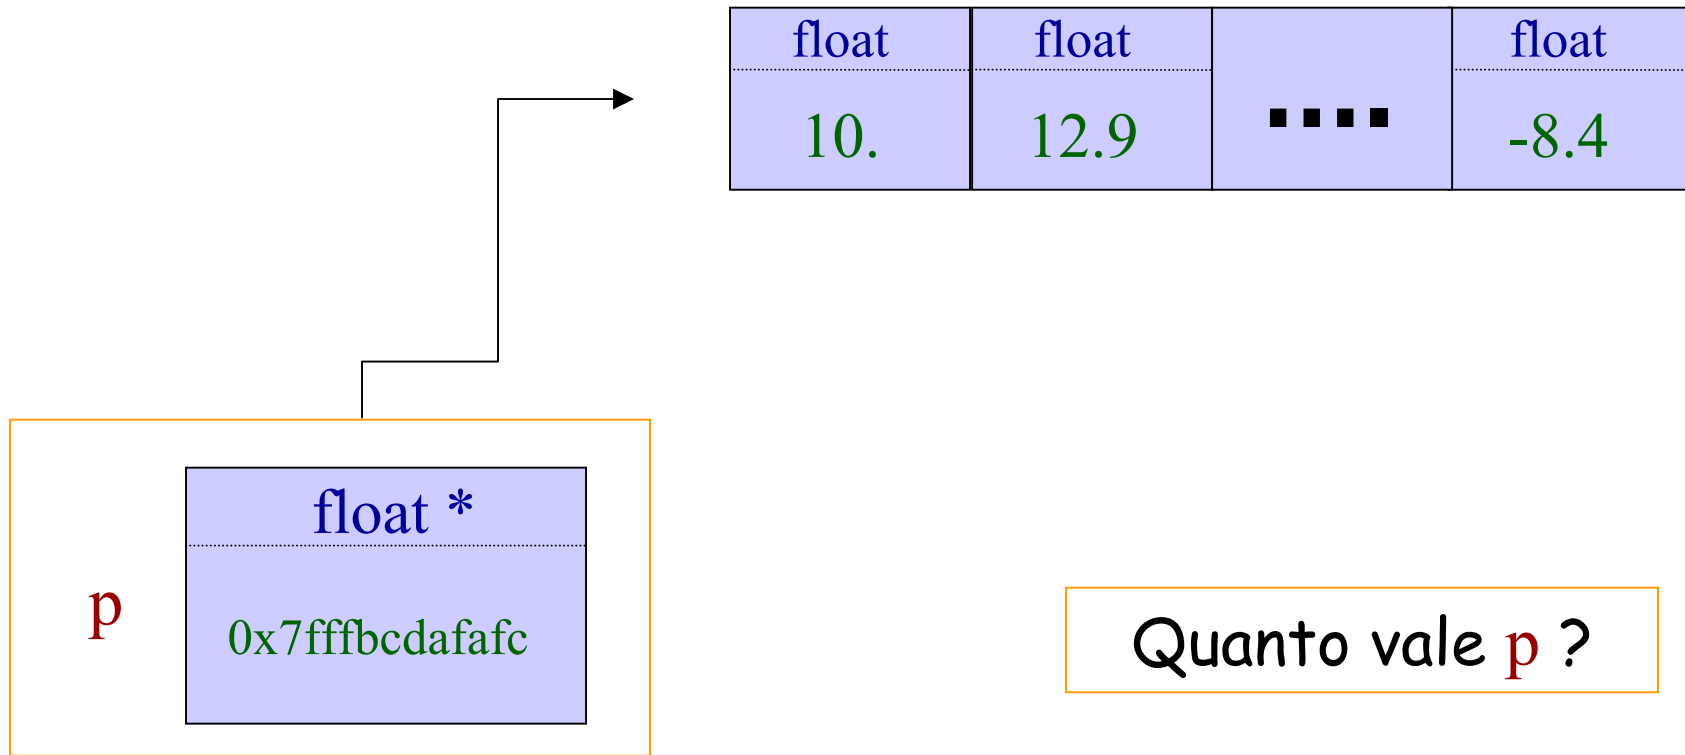 float float float
10. 12.9 .... -8.4
float *
p 0x7fffbcdafafc
Quanto vale p ?